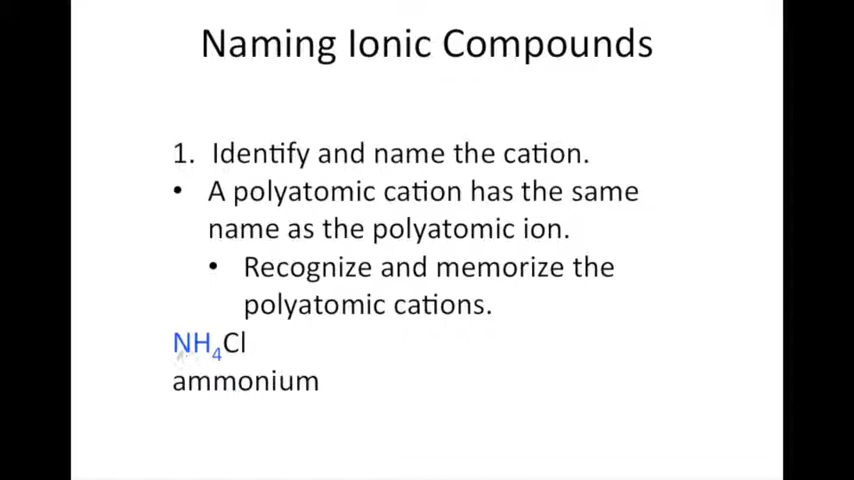 Naming Ionic Compounds
1. Identify and name the cation.
• A polyatomic cation has the same
name as the polyatomic ion.
• Recognize and memorize the
polyatomic cations.
NH₄Cl
ammonium